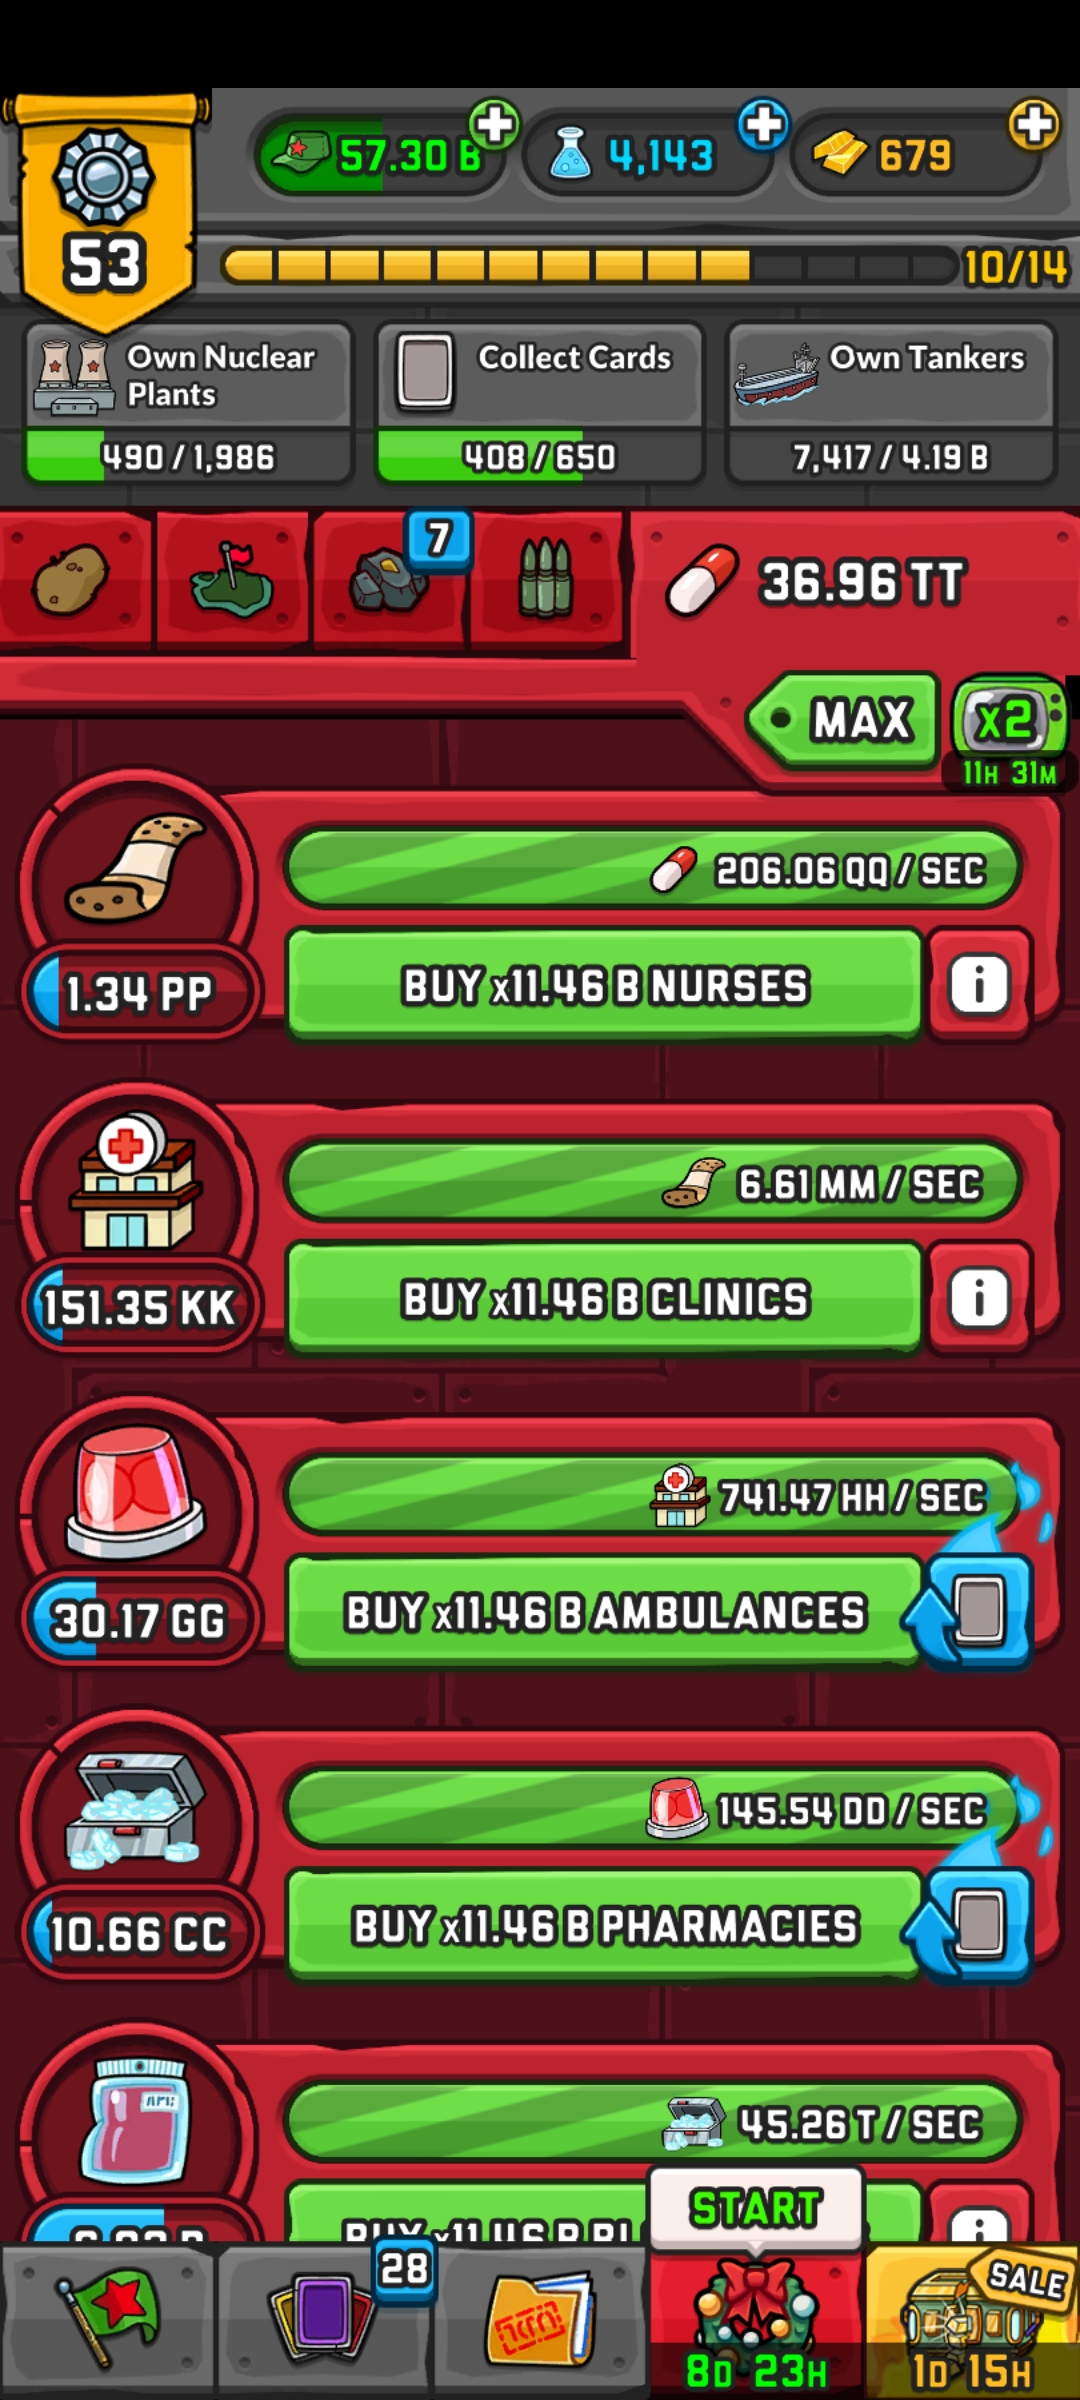 57.30 B
4,143
679
53
10/14
Own Nuclear
Plants
490 / 1,986
Collect Cards
408 / 650
Own Tankers
7,417 / 4.19 B
7
36.96 TT
MAX
x2
11H 31M
206.06 QQ / SEC
1.34 PP
BUY x11.46 B NURSES
i
6.61 MM / SEC
151.35 KK
BUY x11.46 B CLINICS
i
741.47 HH / SEC
30.17 GG
BUY x11.46 B AMBULANCES
145.54 DD / SEC
10.66 CC
BUY x11.46 B PHARMACIES
45.26 T / SEC
BUY x11.46 B
i
START
28
SALE
8D 23H
1D 15H